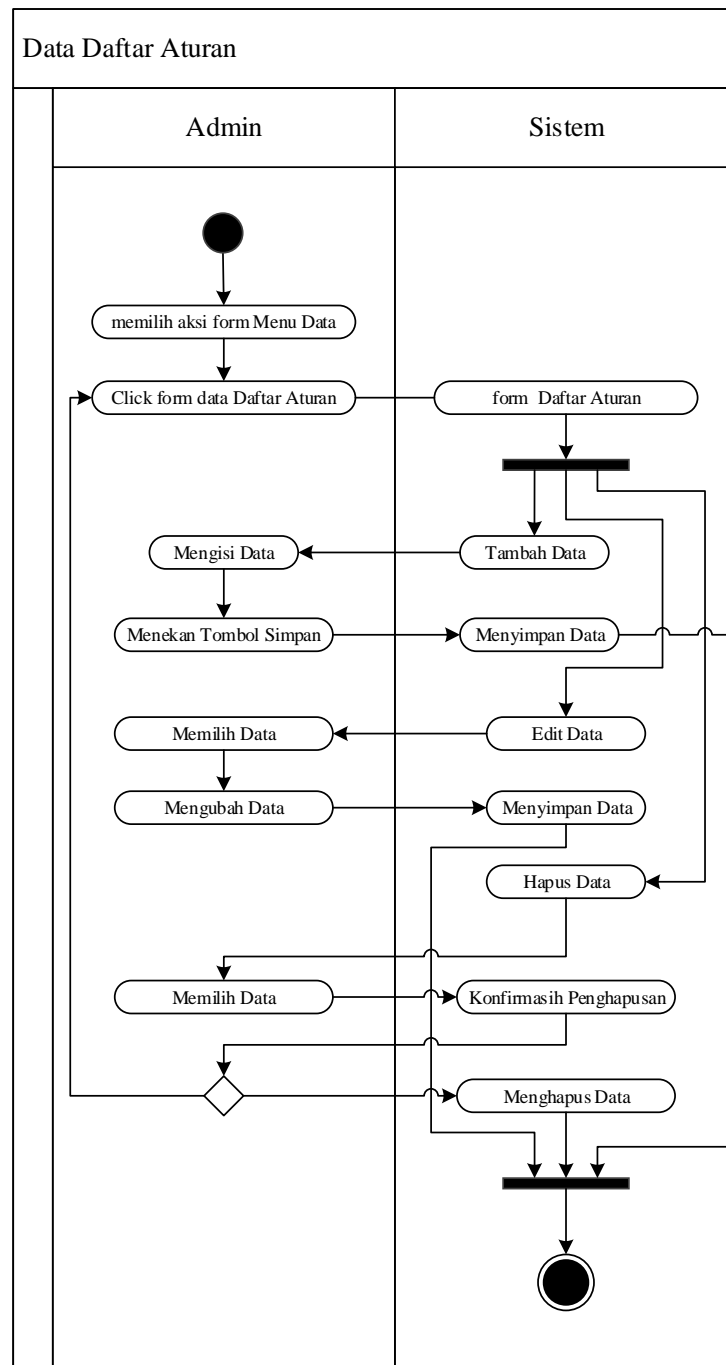 Data Daftar Aturan
Admin
Sistem
memilih aksi form Menu Data
Click form data Daftar Aturan
form Daftar Aturan
Mengisi Data
Tambah Data
Menekan Tombol Simpan
Menyimpan Data
Memilih Data
Edit Data
Mengubah Data
Menyimpan Data
Hapus Data
Memilih Data
Konfirmasih Penghapusan
Menghapus Data